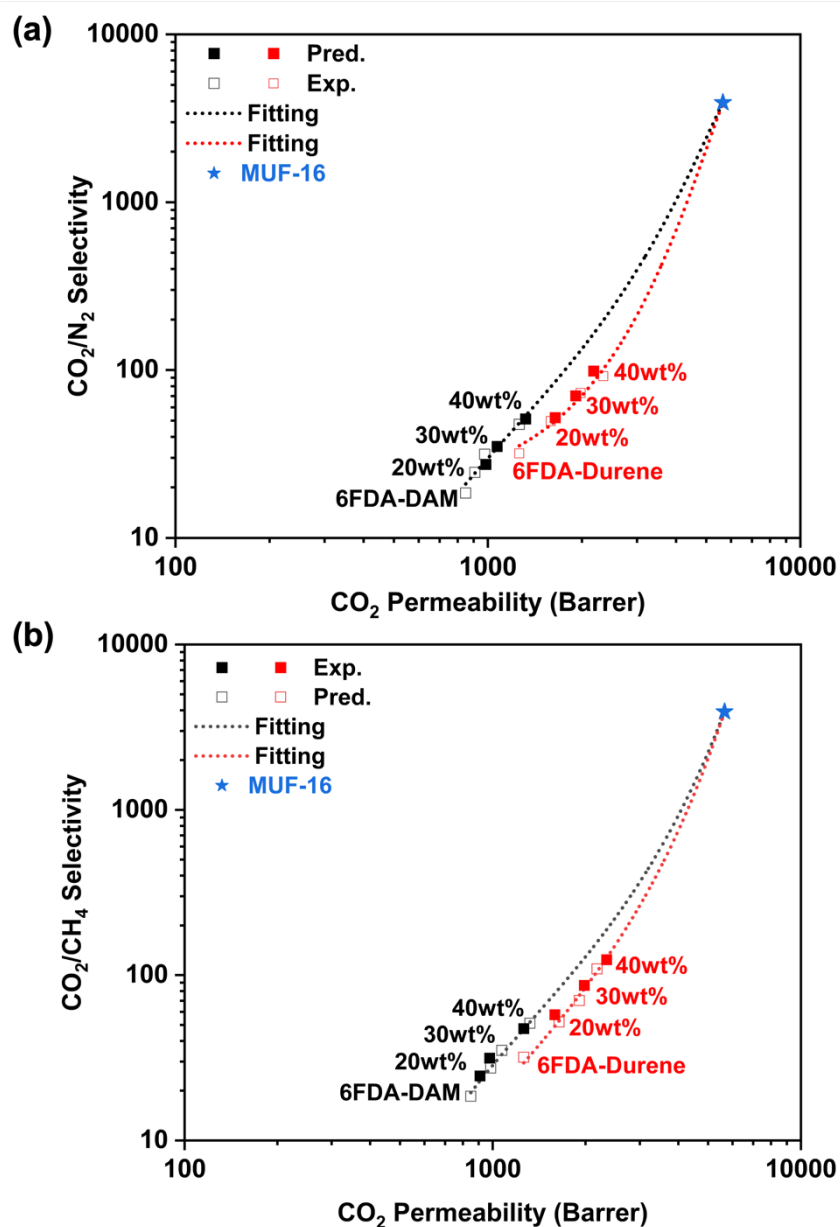 (a)
10000
Pred.
Exp.
Fitting
Fitting
MUF-16
1000
CO₂/N₂ Selectivity
100
40wt%
40wt%
30wt%
30wt%
20wt%
20wt%
6FDA-DAM
6FDA-Durene
10
100
1000
10000
CO₂ Permeability (Barrer)
(b)
10000
Exp.
Pred.
Fitting
Fitting
MUF-16
1000
CO₂/CH₄ Selectivity
100
40wt%
40wt%
30wt%
30wt%
20wt%
20wt%
6FDA-DAM
6FDA-Durene
10
100
1000
10000
CO₂ Permeability (Barrer)